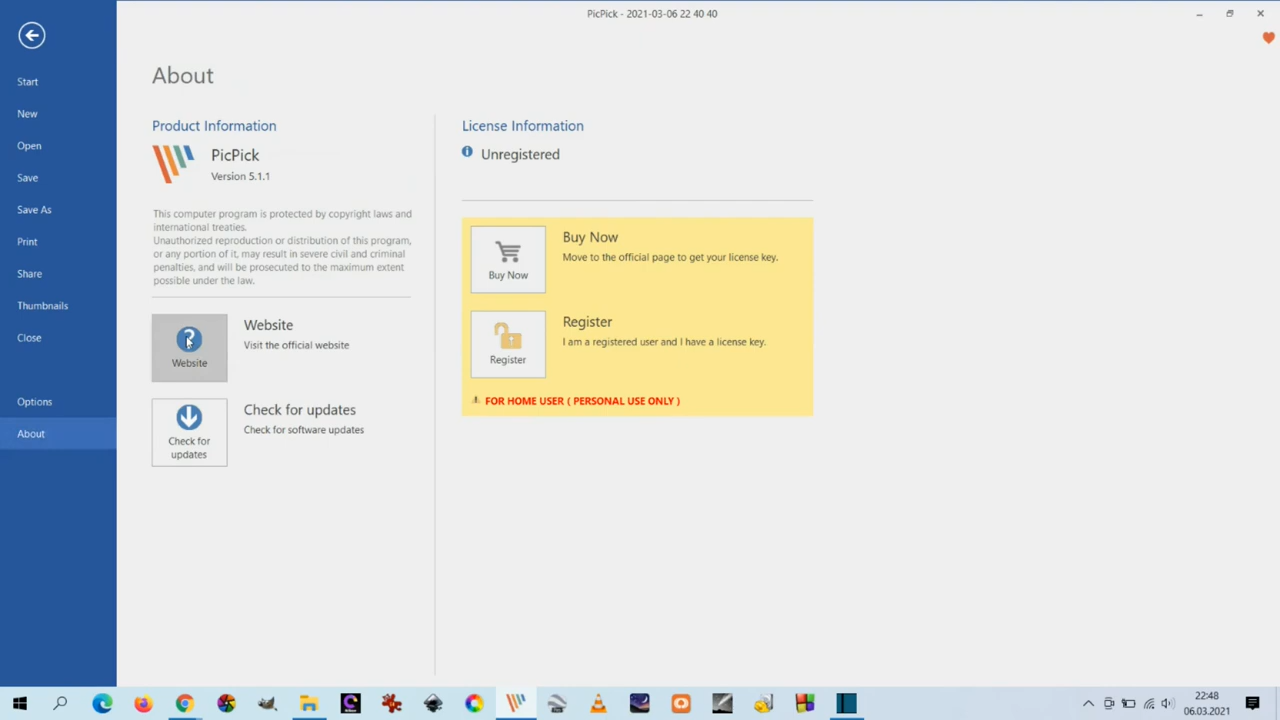 PicPick - 2021-03-06 22 40 40
Start
New
Open
Save
Save As
Print
Share
Thumbnails
Close
Options
About
About
Product Information
PicPick
Version 5.1.1
This computer program is protected by copyright laws and
international treaties.
Unauthorized reproduction or distribution of this program,
or any portion of it, may result in severe civil and criminal
penalties, and will be prosecuted to the maximum extent
possible under the law.
Website
Website
Visit the official website
Check for
updates
Check for updates
Check for software updates
License Information
Unregistered
Buy Now
Buy Now
Move to the official page to get your license key.
Register
Register
I am a registered user and I have a license key.
FOR HOME USER ( PERSONAL USE ONLY )
22:48
06.03.2021